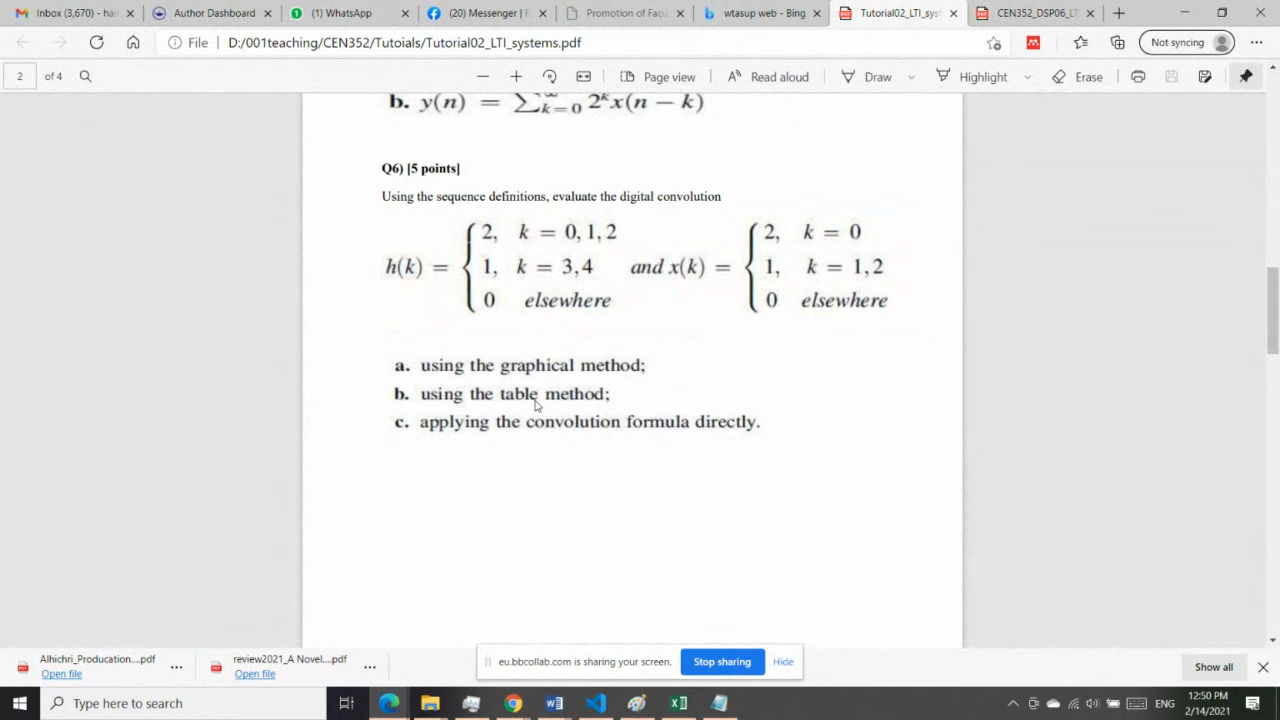 Inbox (3,670) - hai
Author Dashboard
(1) WhatsApp
(20) Messenger | F
Promotion of Facu
wtasup web - Bing
Tutorial02_LTI_syst
CEN352_DSP06_LT
File
D:/001teaching/CEN352/Tutoials/Tutorial02_LTI_systems.pdf
Not syncing
2 of 4
Page view
Read aloud
Draw
Highlight
Erase
b. y(n) = ∑_{k=0}^{∞} 2^k x(n − k)
Q6) [5 points]
Using the sequence definitions, evaluate the digital convolution
h(k) = { 2, k = 0, 1, 2
1, k = 3,4
0 elsewhere
and x(k) = { 2, k = 0
1, k = 1,2
0 elsewhere
a. using the graphical method;
b. using the table method;
c. applying the convolution formula directly.
Alhichri_Producation....pdf
Open file
review2021_A Novel....pdf
Open file
eu.bbcollab.com is sharing your screen.
Stop sharing
Hide
Show all
Type here to search
ENG
12:50 PM
2/14/2021